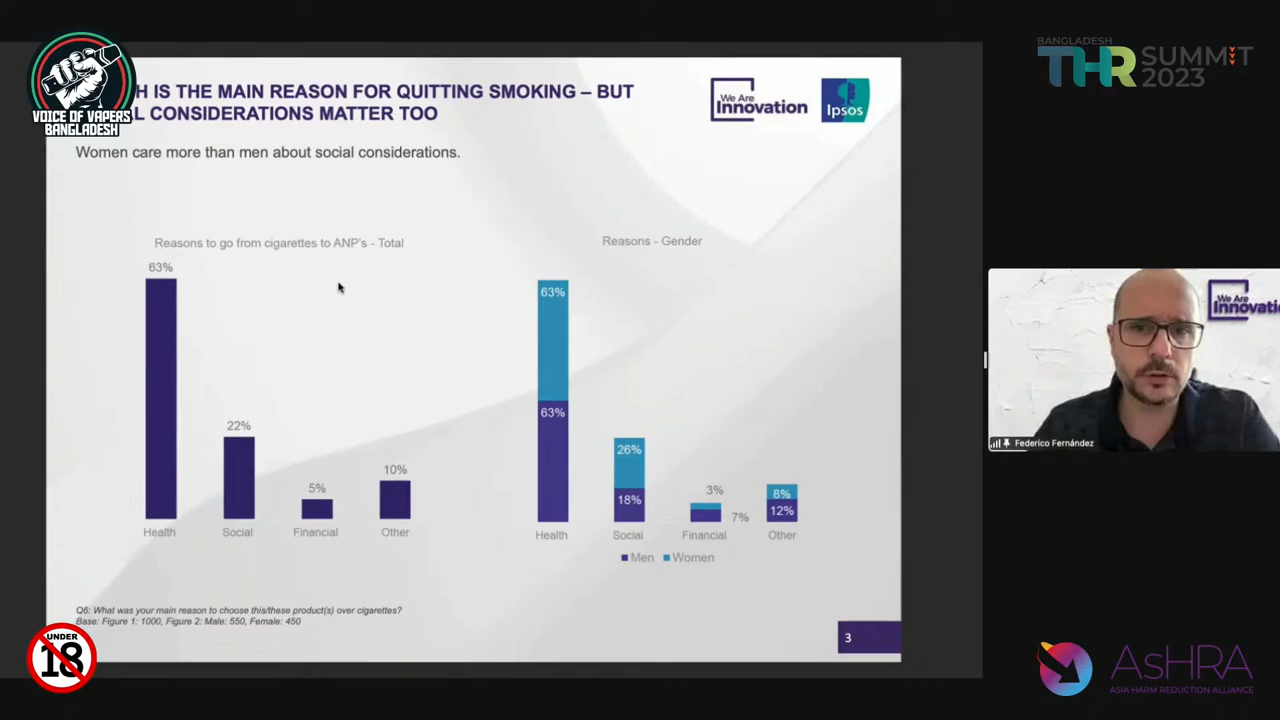 VOICE OF VAPERS
BANGLADESH
BANGLADESH
THR SUMMIT
2023
IS THE MAIN REASON FOR QUITTING SMOKING – BUT
CONSIDERATIONS MATTER TOO
We Are
Innovation
Ipsos
Women care more than men about social considerations.
Reasons to go from cigarettes to ANP's - Total
63%
22%
5%
10%
Health
Social
Financial
Other
Reasons - Gender
63%
63%
26%
18%
3%
7%
8%
12%
Health
Social
Financial
Other
Men
Women
Q6: What was your main reason to choose this/these product(s) over cigarettes?
Base: Figure 1: 1000, Figure 2: Male: 550, Female: 450
3
We Are
Federico Fernández
UNDER
18
AsHRA
ASIA HARM REDUCTION ALLIANCE